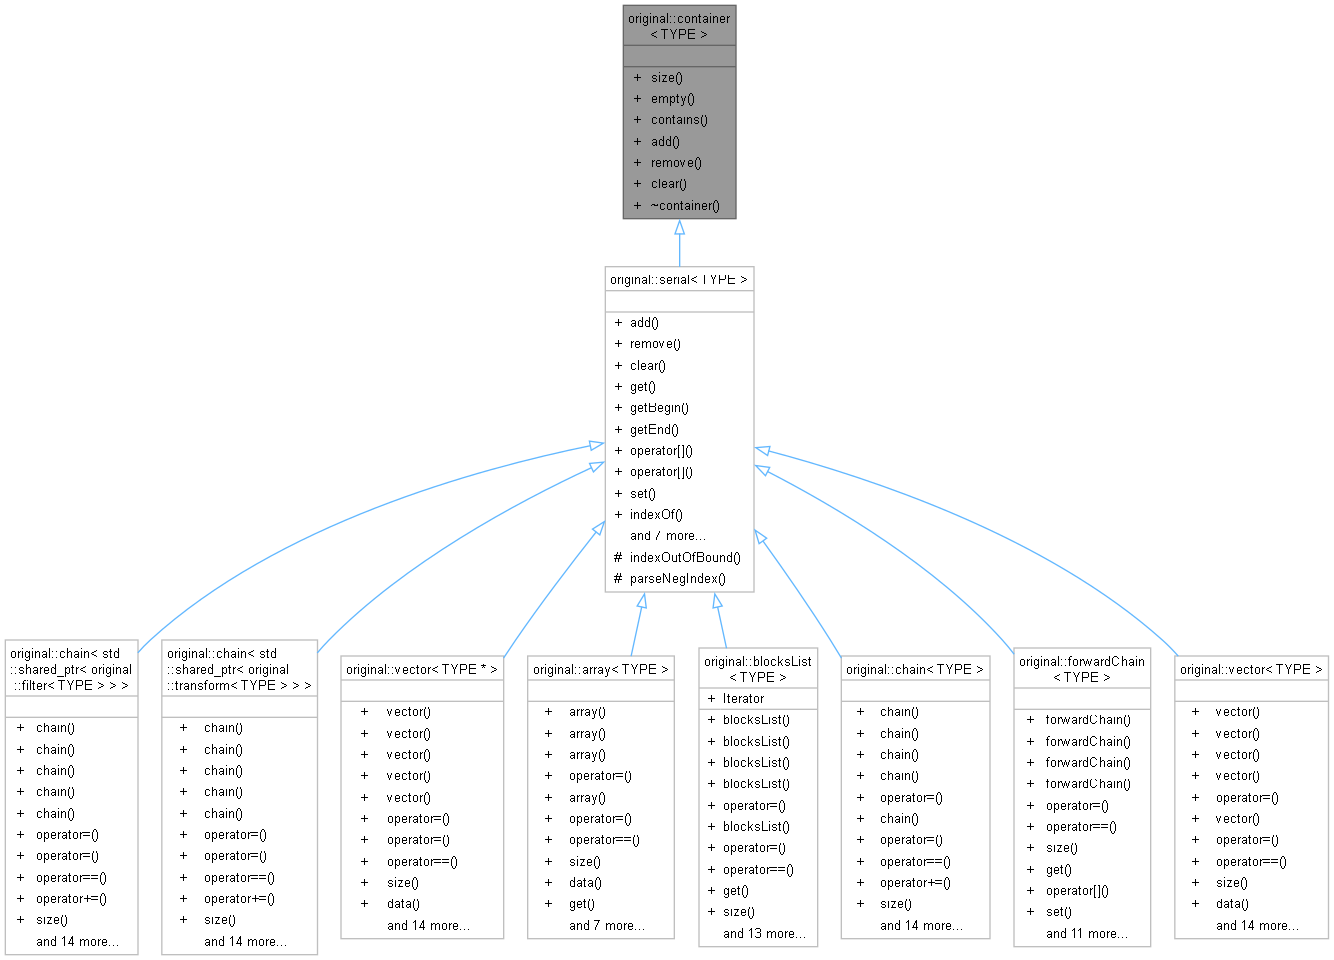 original::container
< TYPE >
+ size()
+ empty()
+ contains()
+ add()
+ remove()
+ clear()
+ ~container()
original::serial< TYPE >
+ add()
+ remove()
+ clear()
+ get()
+ getBegin()
+ getEnd()
+ operator[]()
+ operator[]()
+ set()
+ indexOf()
and 7 more...
# indexOutOfBound()
# parseNegIndex()
original::chain< std
::shared_ptr< original
::filter< TYPE > > >
+ chain()
+ chain()
+ chain()
+ chain()
+ chain()
+ operator=()
+ operator=()
+ operator==()
+ operator+=()
+ size()
and 14 more...
original::chain< std
::shared_ptr< original
::transform< TYPE > > >
+ chain()
+ chain()
+ chain()
+ chain()
+ chain()
+ operator=()
+ operator=()
+ operator==()
+ operator+=()
+ size()
and 14 more...
original::vector< TYPE * >
+ vector()
+ vector()
+ vector()
+ vector()
+ vector()
+ operator=()
+ operator=()
+ operator==()
+ size()
+ data()
and 14 more...
original::array< TYPE >
+ array()
+ array()
+ array()
+ operator=()
+ array()
+ operator=()
+ operator==()
+ size()
+ data()
+ get()
and 7 more...
original::blocksList
< TYPE >
+ Iterator
+ blocksList()
+ blocksList()
+ blocksList()
+ blocksList()
+ operator=()
+ blocksList()
+ operator=()
+ operator==()
+ get()
+ size()
and 13 more...
original::chain< TYPE >
+ chain()
+ chain()
+ chain()
+ chain()
+ operator=()
+ chain()
+ operator=()
+ operator==()
+ operator+=()
+ size()
and 14 more...
original::forwardChain
< TYPE >
+ forwardChain()
+ forwardChain()
+ forwardChain()
+ forwardChain()
+ operator=()
+ operator==()
+ size()
+ get()
+ operator[]()
+ set()
and 11 more...
original::vector< TYPE >
+ vector()
+ vector()
+ vector()
+ vector()
+ operator=()
+ vector()
+ operator=()
+ operator==()
+ size()
+ data()
and 14 more...